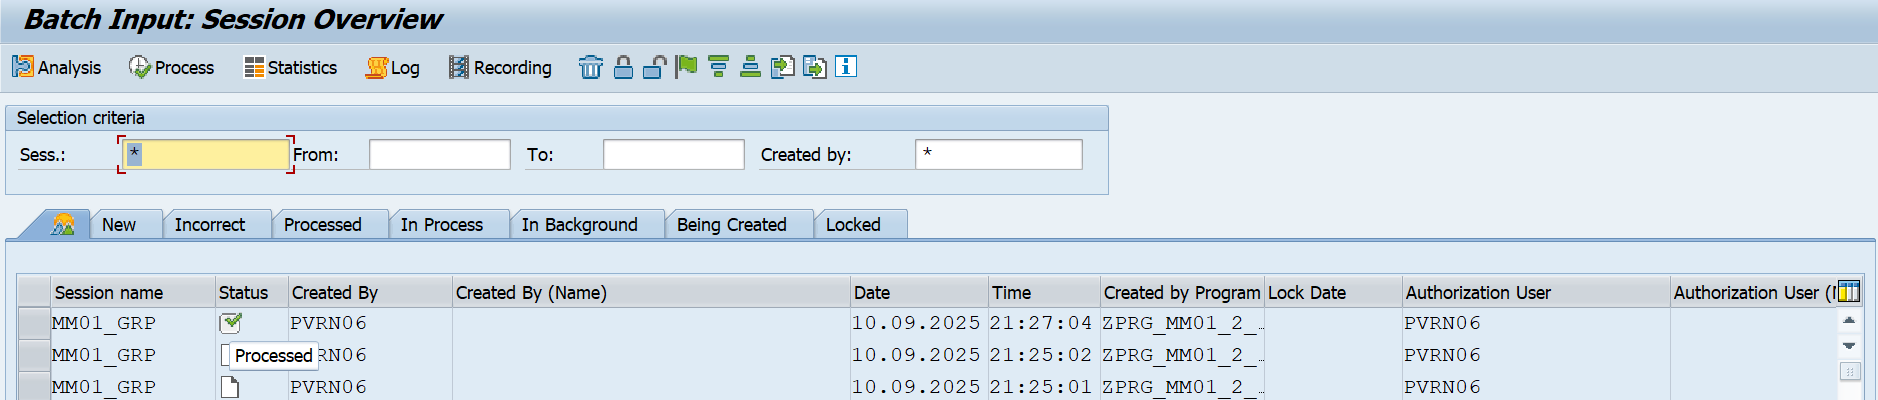 Batch Input: Session Overview
Analysis Process Statistics Log Recording
Selection criteria
Sess.: * From: To: Created by: *
New Incorrect Processed In Process In Background Being Created Locked
Session name Status Created By Created By (Name) Date Time Created by Program Lock Date Authorization User Authorization User (
MM01_GRP PVRN06 10.09.2025 21:27:04 ZPRG_MM01_2_… PVRN06
MM01_GRP Processed RN06 10.09.2025 21:25:02 ZPRG_MM01_2_… PVRN06
MM01_GRP PVRN06 10.09.2025 21:25:01 ZPRG_MM01_2_… PVRN06